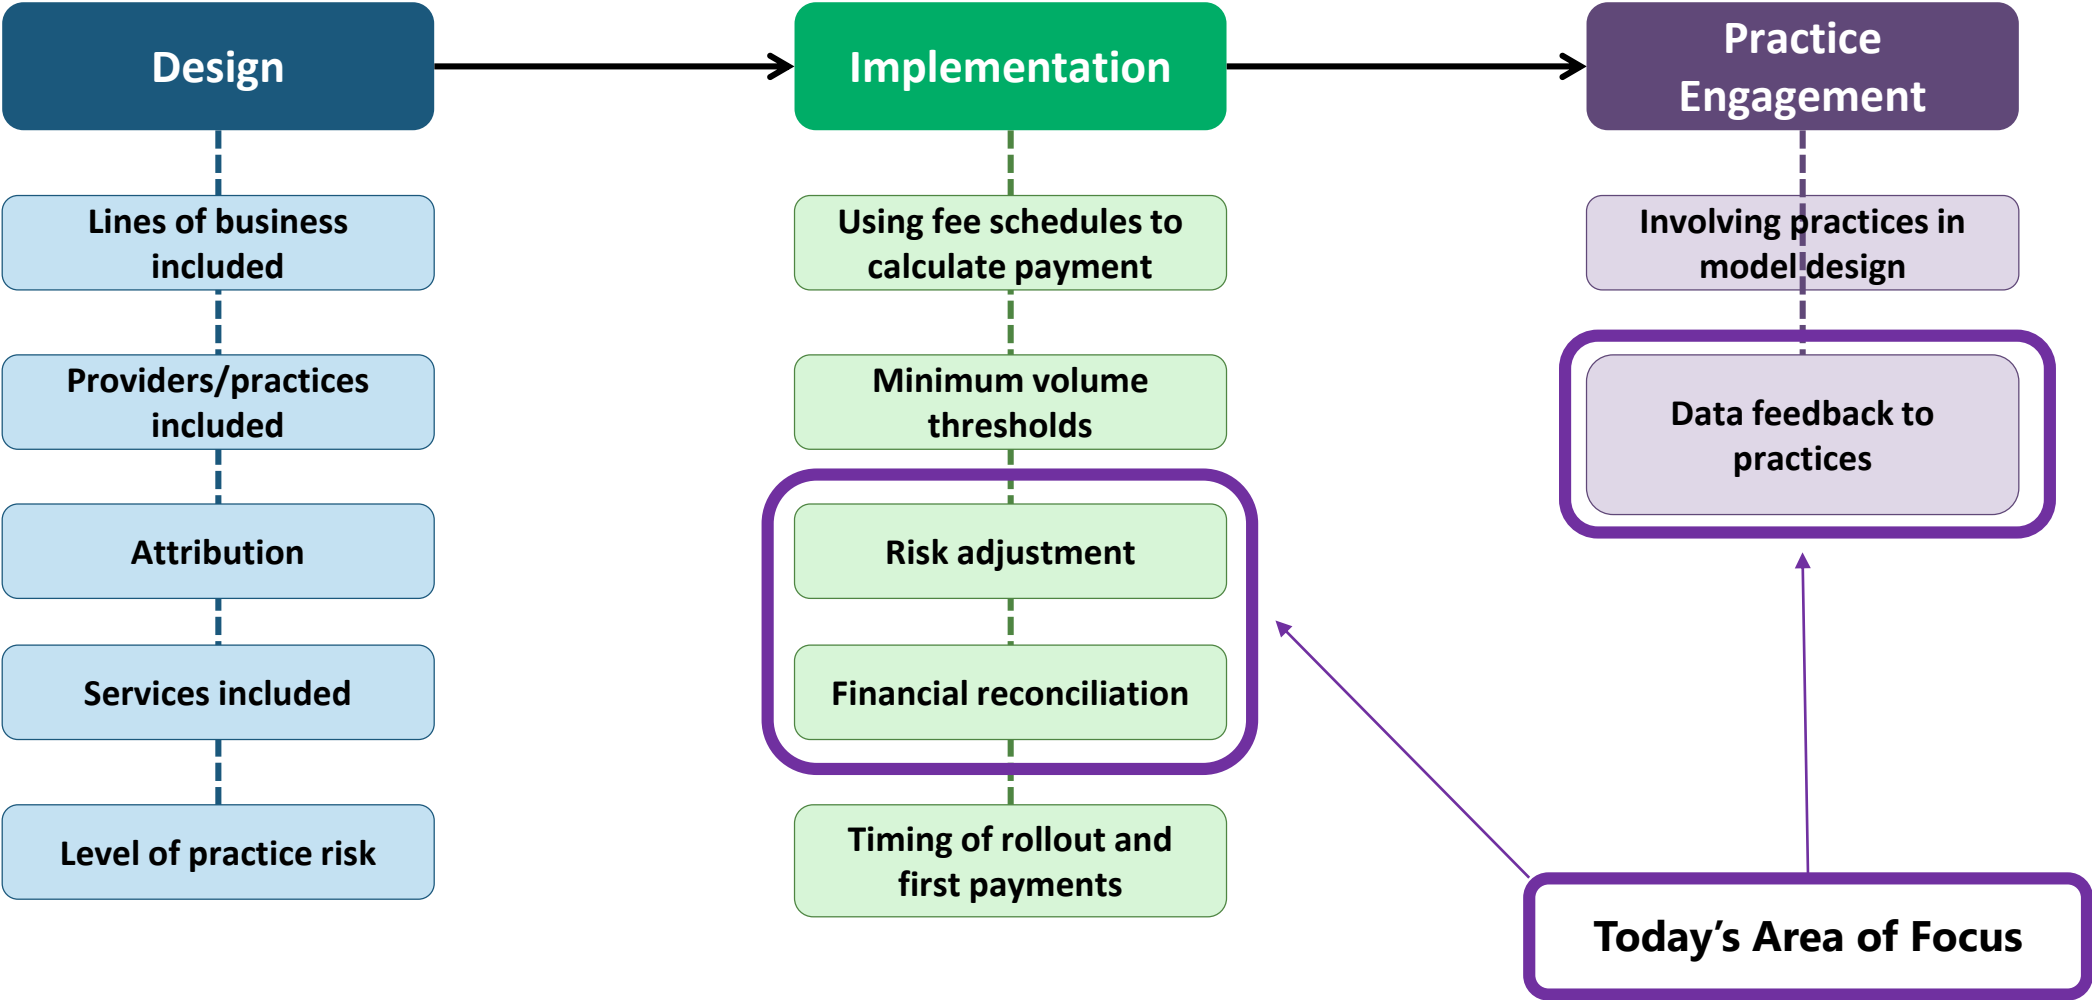 Design
Implementation
Practice
Engagement
Lines of business
included
Providers/practices
included
Attribution
Services included
Level of practice risk
Using fee schedules to
calculate payment
Minimum volume
thresholds
Risk adjustment
Financial reconciliation
Timing of rollout and
first payments
Involving practices in
model design
Data feedback to
practices
Today’s Area of Focus